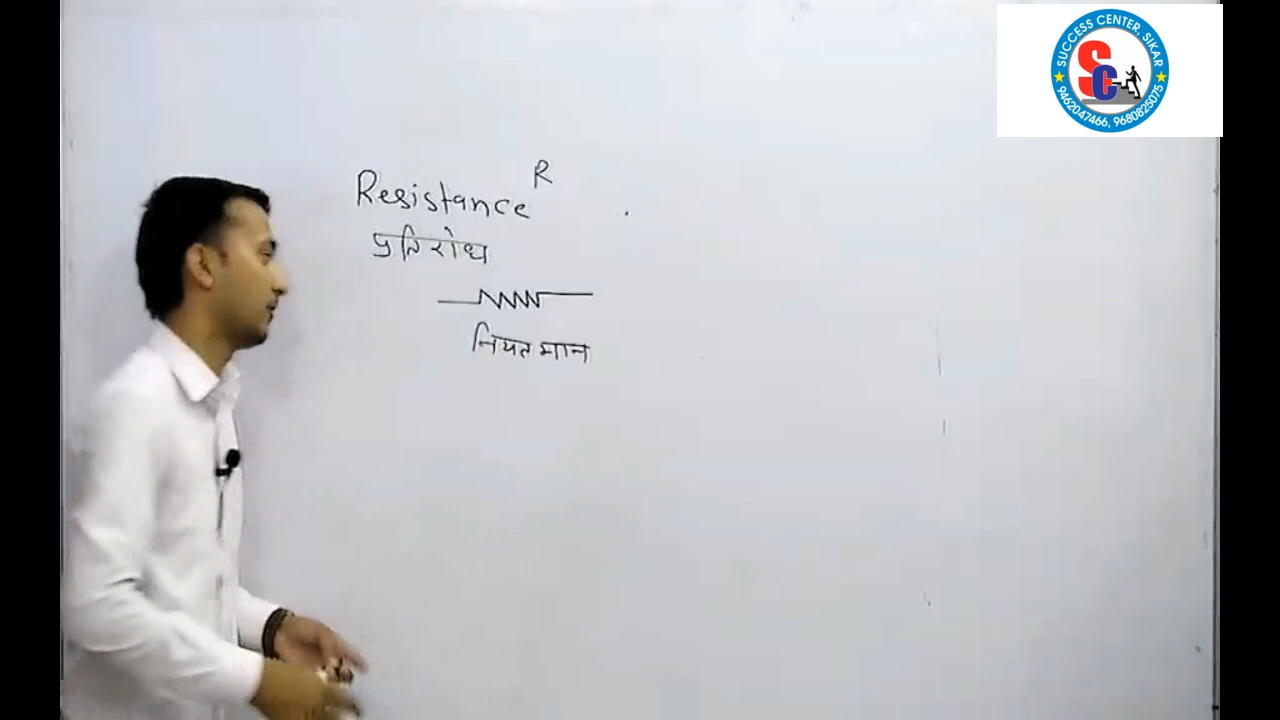 SUCCESS CENTER, SIKAR
SC
9462047466, 9680825075
Resistance R
प्रतिरोध
नियत मान